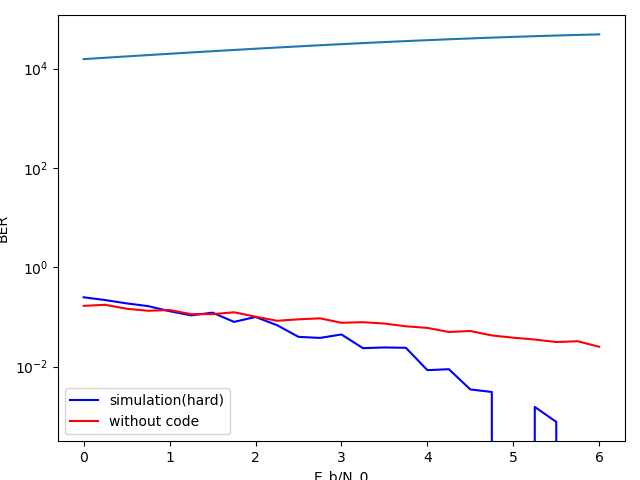 10^4
10^2
10^0
10^−2
BER
simulation(hard)
without code
0 1 2 3 4 5 6
E_b/N_0